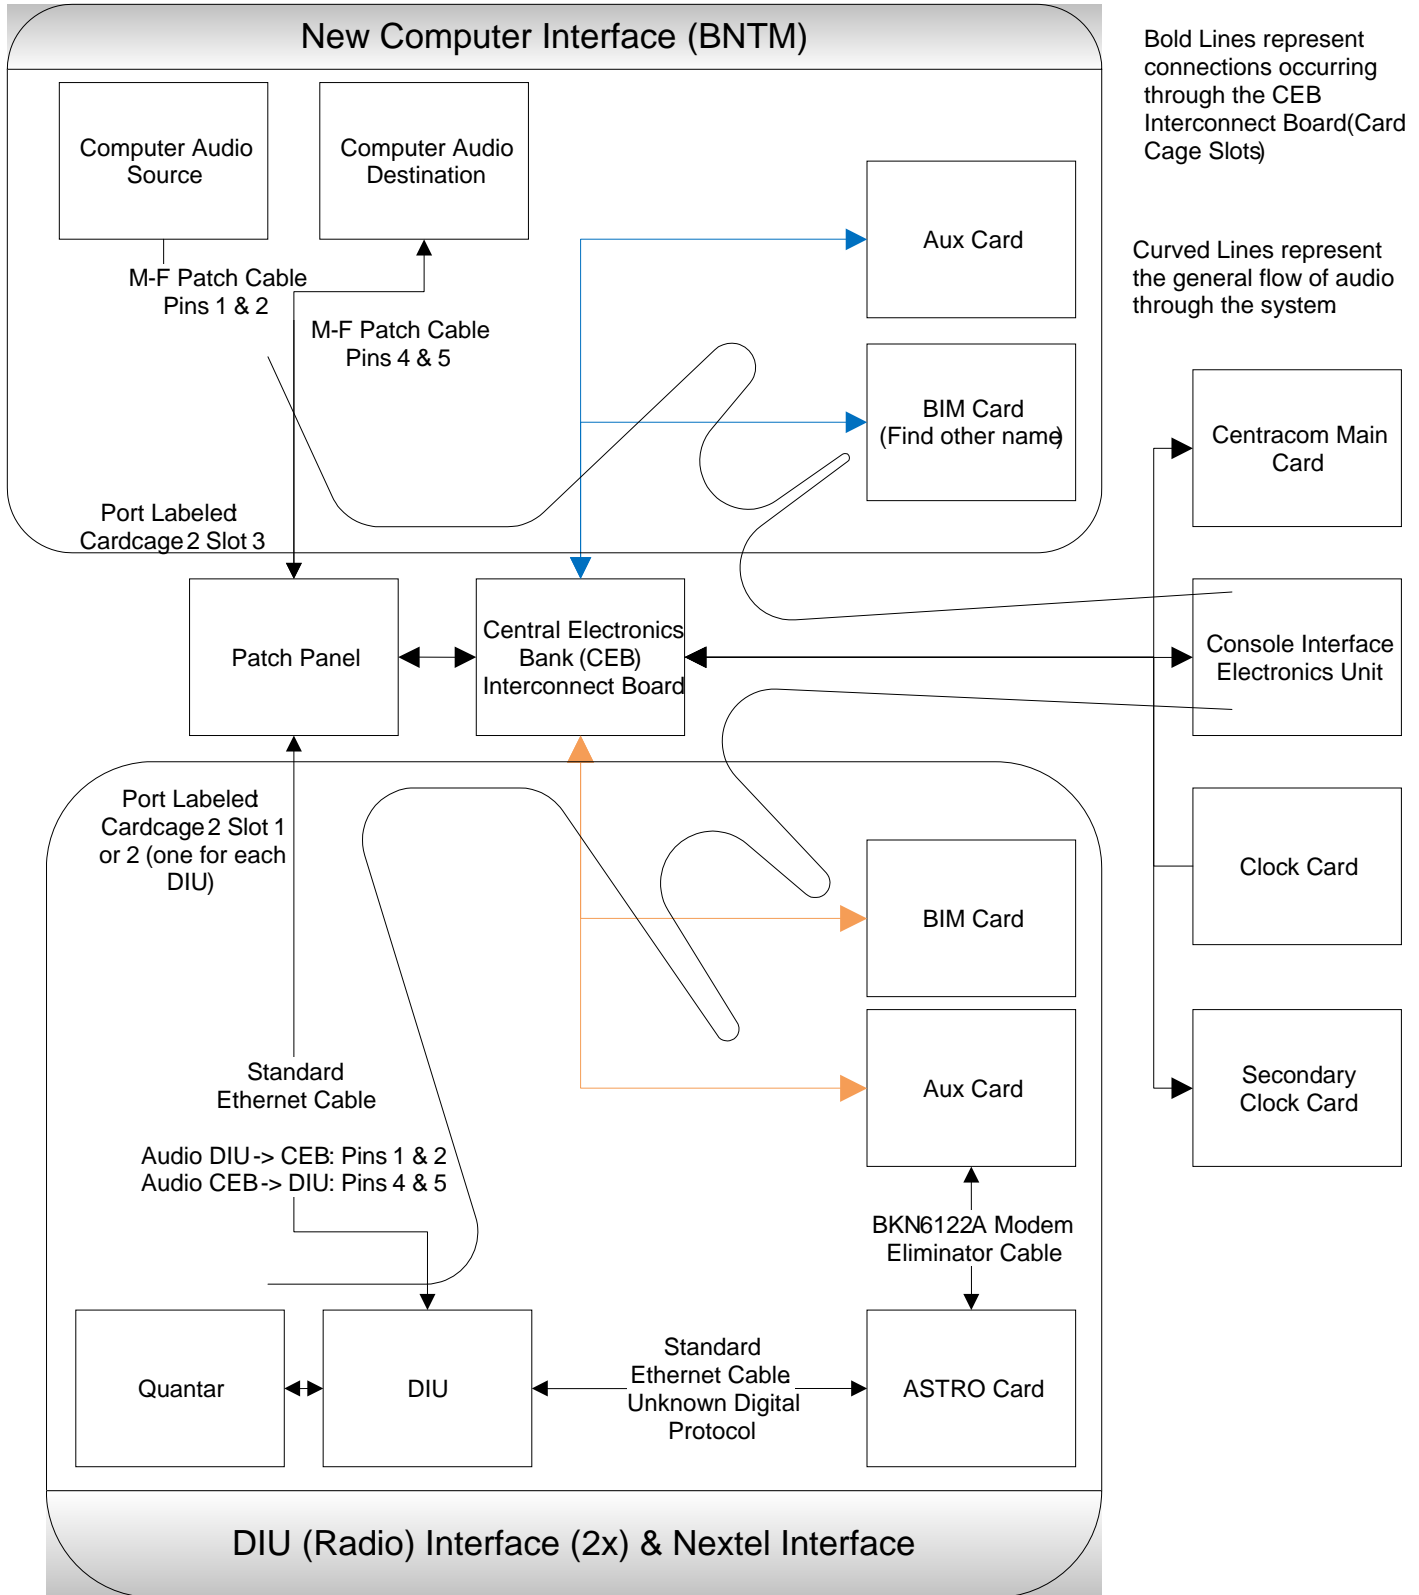 New Computer Interface (BNTM)
Bold Lines represent
connections occurring
through the CEB
Interconnect Board(Card
Cage Slots)
Computer Audio
Source
Computer Audio
Destination
Aux Card
Curved Lines represent
the general flow of audio
through the system.
M-F Patch Cable
Pins 1 & 2
M-F Patch Cable
Pins 4 & 5
BIM Card
(Find other name)
Centracom Main
Card
Port Labeled:
Cardcage 2 Slot 3
Patch Panel
Central Electronics
Bank (CEB)
Interconnect Board
Console Interface
Electronics Unit
Port Labeled:
Cardcage 2 Slot 1
or 2 (one for each
DIU)
Clock Card
BIM Card
Standard
Ethernet Cable
Aux Card
Secondary
Clock Card
Audio DIU -> CEB: Pins 1 & 2
Audio CEB -> DIU: Pins 4 & 5
BKN6122A Modem
Eliminator Cable
Quantar
DIU
Standard
Ethernet Cable.
Unknown Digital
Protocol
ASTRO Card
DIU (Radio) Interface (2x) & Nextel Interface